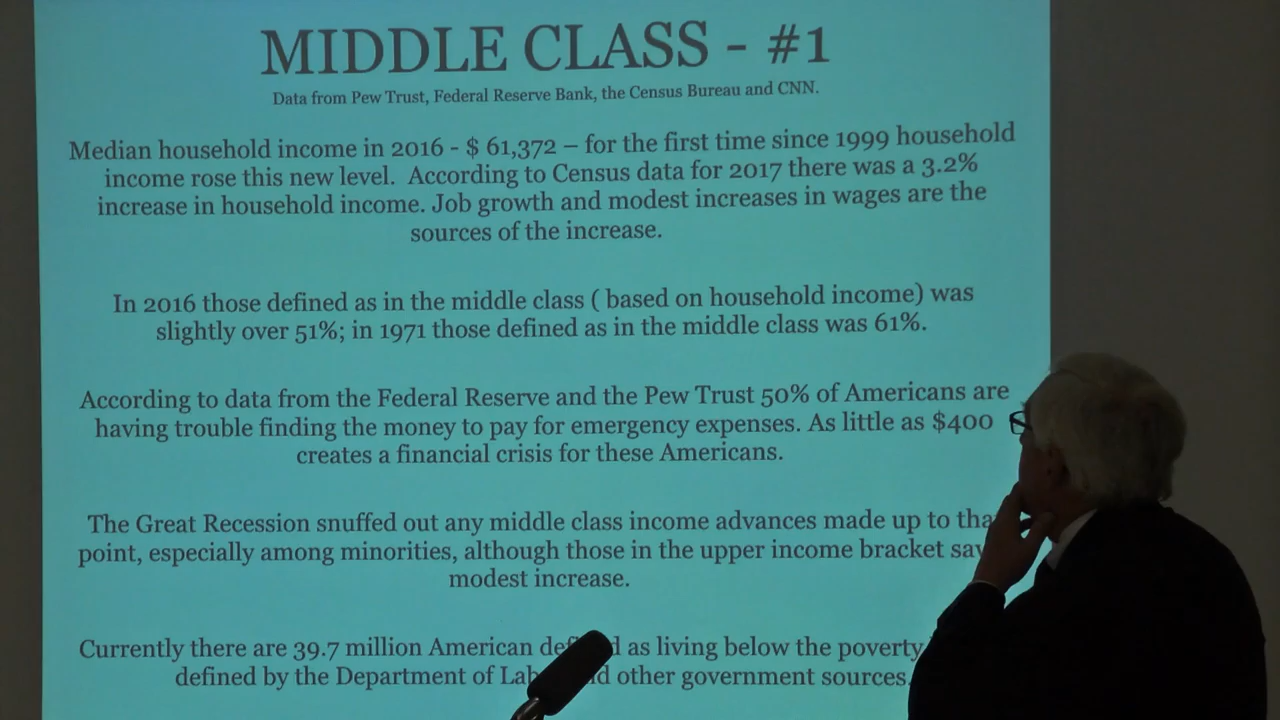 MIDDLE CLASS - #1
Data from Pew Trust, Federal Reserve Bank, the Census Bureau and CNN.
Median household income in 2016 - $ 61,372 – for the first time since 1999 household
income rose this new level. According to Census data for 2017 there was a 3.2%
increase in household income. Job growth and modest increases in wages are the
sources of the increase.
In 2016 those defined as in the middle class ( based on household income) was
slightly over 51%; in 1971 those defined as in the middle class was 61%.
According to data from the Federal Reserve and the Pew Trust 50% of Americans are
having trouble finding the money to pay for emergency expenses. As little as $400
creates a financial crisis for these Americans.
The Great Recession snuffed out any middle class income advances made up to
point, especially among minorities, although those in the upper income bracket
modest increase.
Currently there are 39.7 million American as living below the poverty
defined by the Department of other government sources.